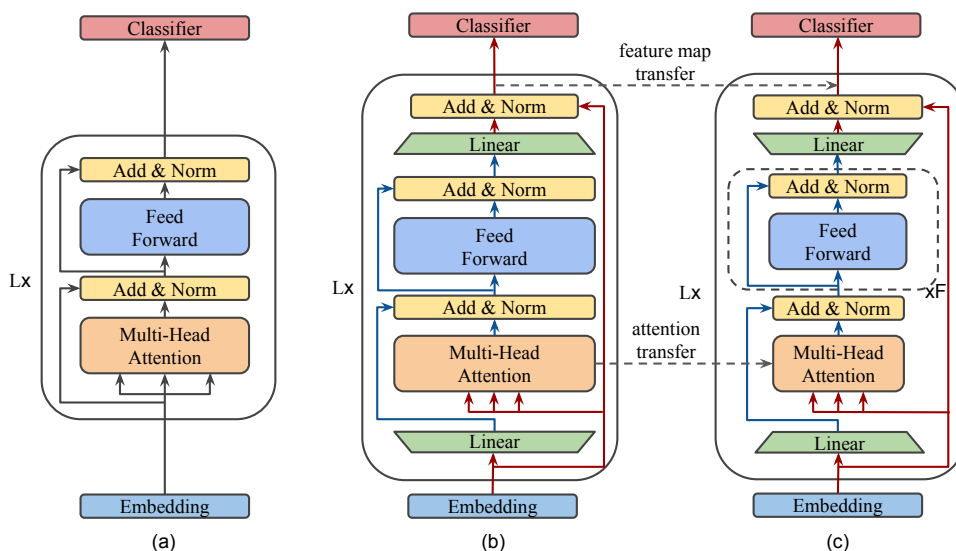 Classifier
Add & Norm
Feed
Forward
Add & Norm
Lx
Multi-Head
Attention
Embedding
(a)
Classifier
feature map
transfer
Add & Norm
Linear
Add & Norm
Feed
Forward
Lx
Add & Norm
Multi-Head
Attention
attention
transfer
Linear
Embedding
(b)
Classifier
Add & Norm
Linear
Add & Norm
Feed
Forward
Lx
xF
Add & Norm
Multi-Head
Attention
Linear
Embedding
(c)